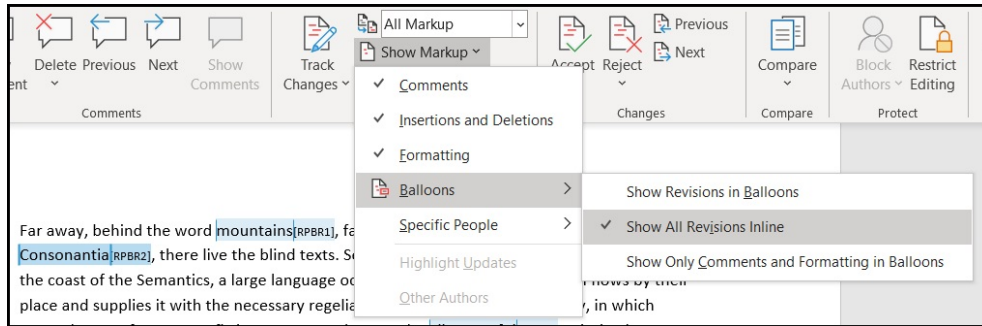 All Markup
Show Markup
Previous
Next
Delete Previous Next Show Comments
Track Changes
Accept Reject
Compare
Block Authors
Restrict Editing
ent
Comments
Changes
Compare
Protect
Comments
Insertions and Deletions
Formatting
Balloons
Specific People
Highlight Updates
Other Authors
Show Revisions in Balloons
Show All Revisions Inline
Show Only Comments and Formatting in Balloons
Far away, behind the word mountains[RPBR1], fa
Consonantia[RPBR2], there live the blind texts. S
the coast of the Semantics, a large language oc flows by their
place and supplies it with the necessary regelia , in which